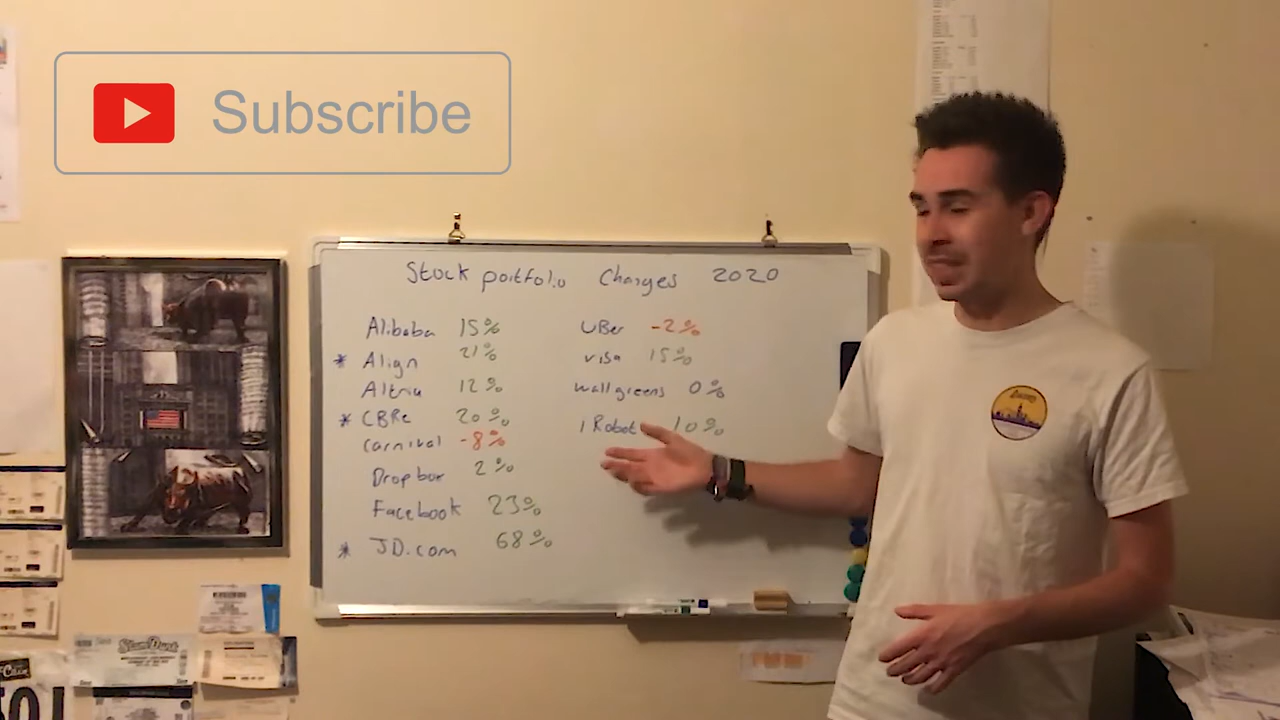 Subscribe
Stock portfolio Changes 2020
Alibaba 15%
* Align 21%
Altria 12%
* CBRe 20%
Carnival -8%
Dropbox 2%
Facebook 23%
* JD.com 68%
UBer -2%
visa 15%
wallgreens 0%
iRobot 10%